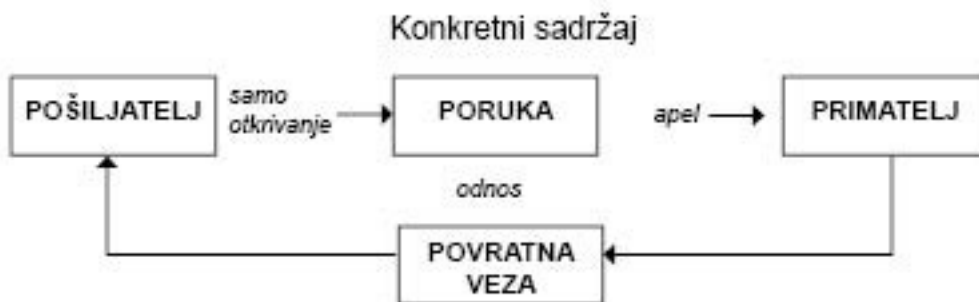 Konkretni sadržaj
POŠILJATELJ
samo
otkrivanje
PORUKA
apel
PRIMATELJ
odnos
POVRATNA
VEZA